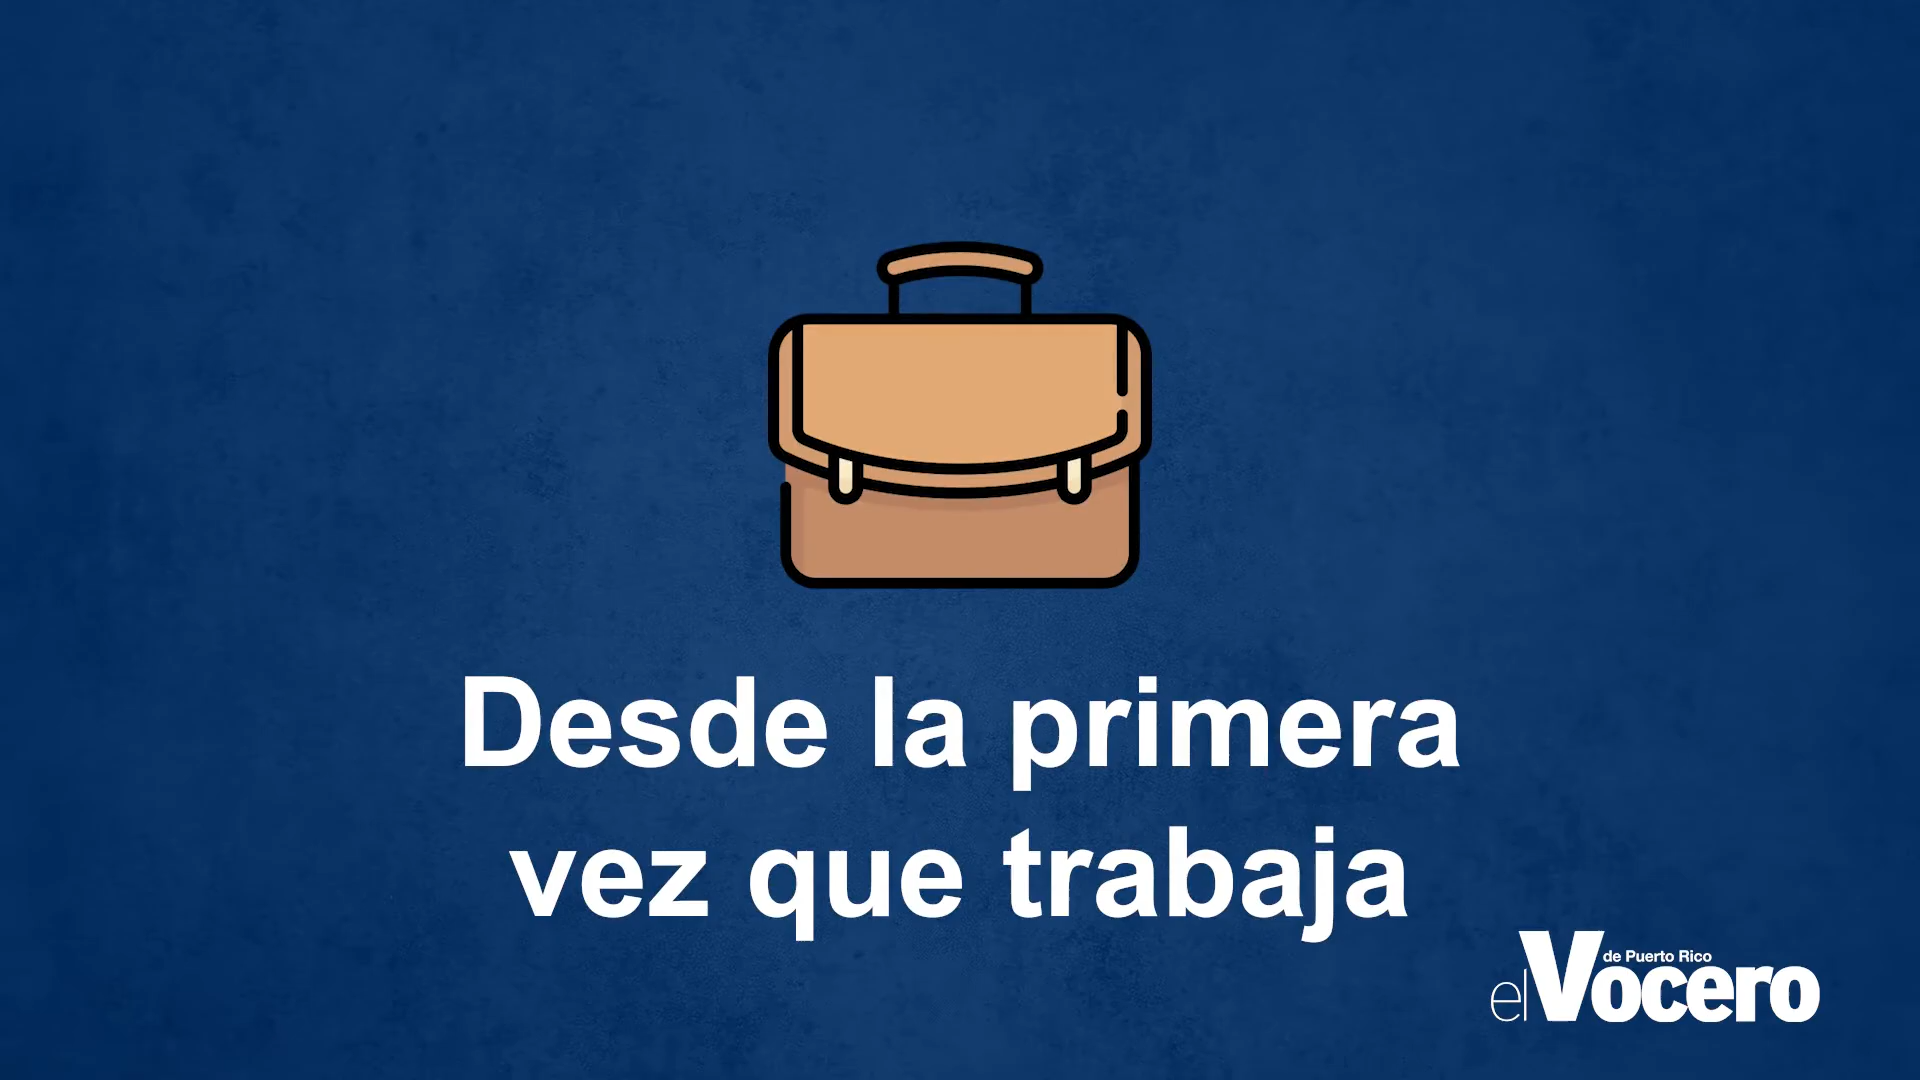 Desde la primera
vez que trabaja
de Puerto Rico
el Vocero